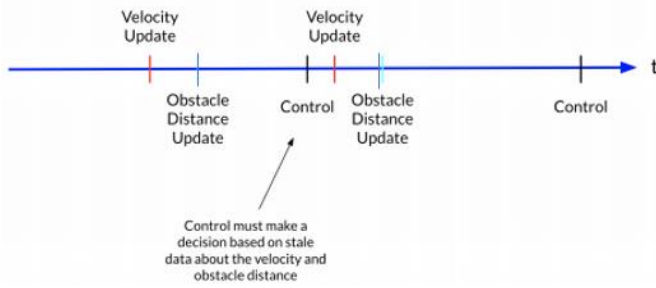 Velocity
Update
Velocity
Update
t
Obstacle
Distance
Update
Control
Obstacle
Distance
Update
Control
Control must make a
decision based on stale
data about the velocity and
obstacle distance